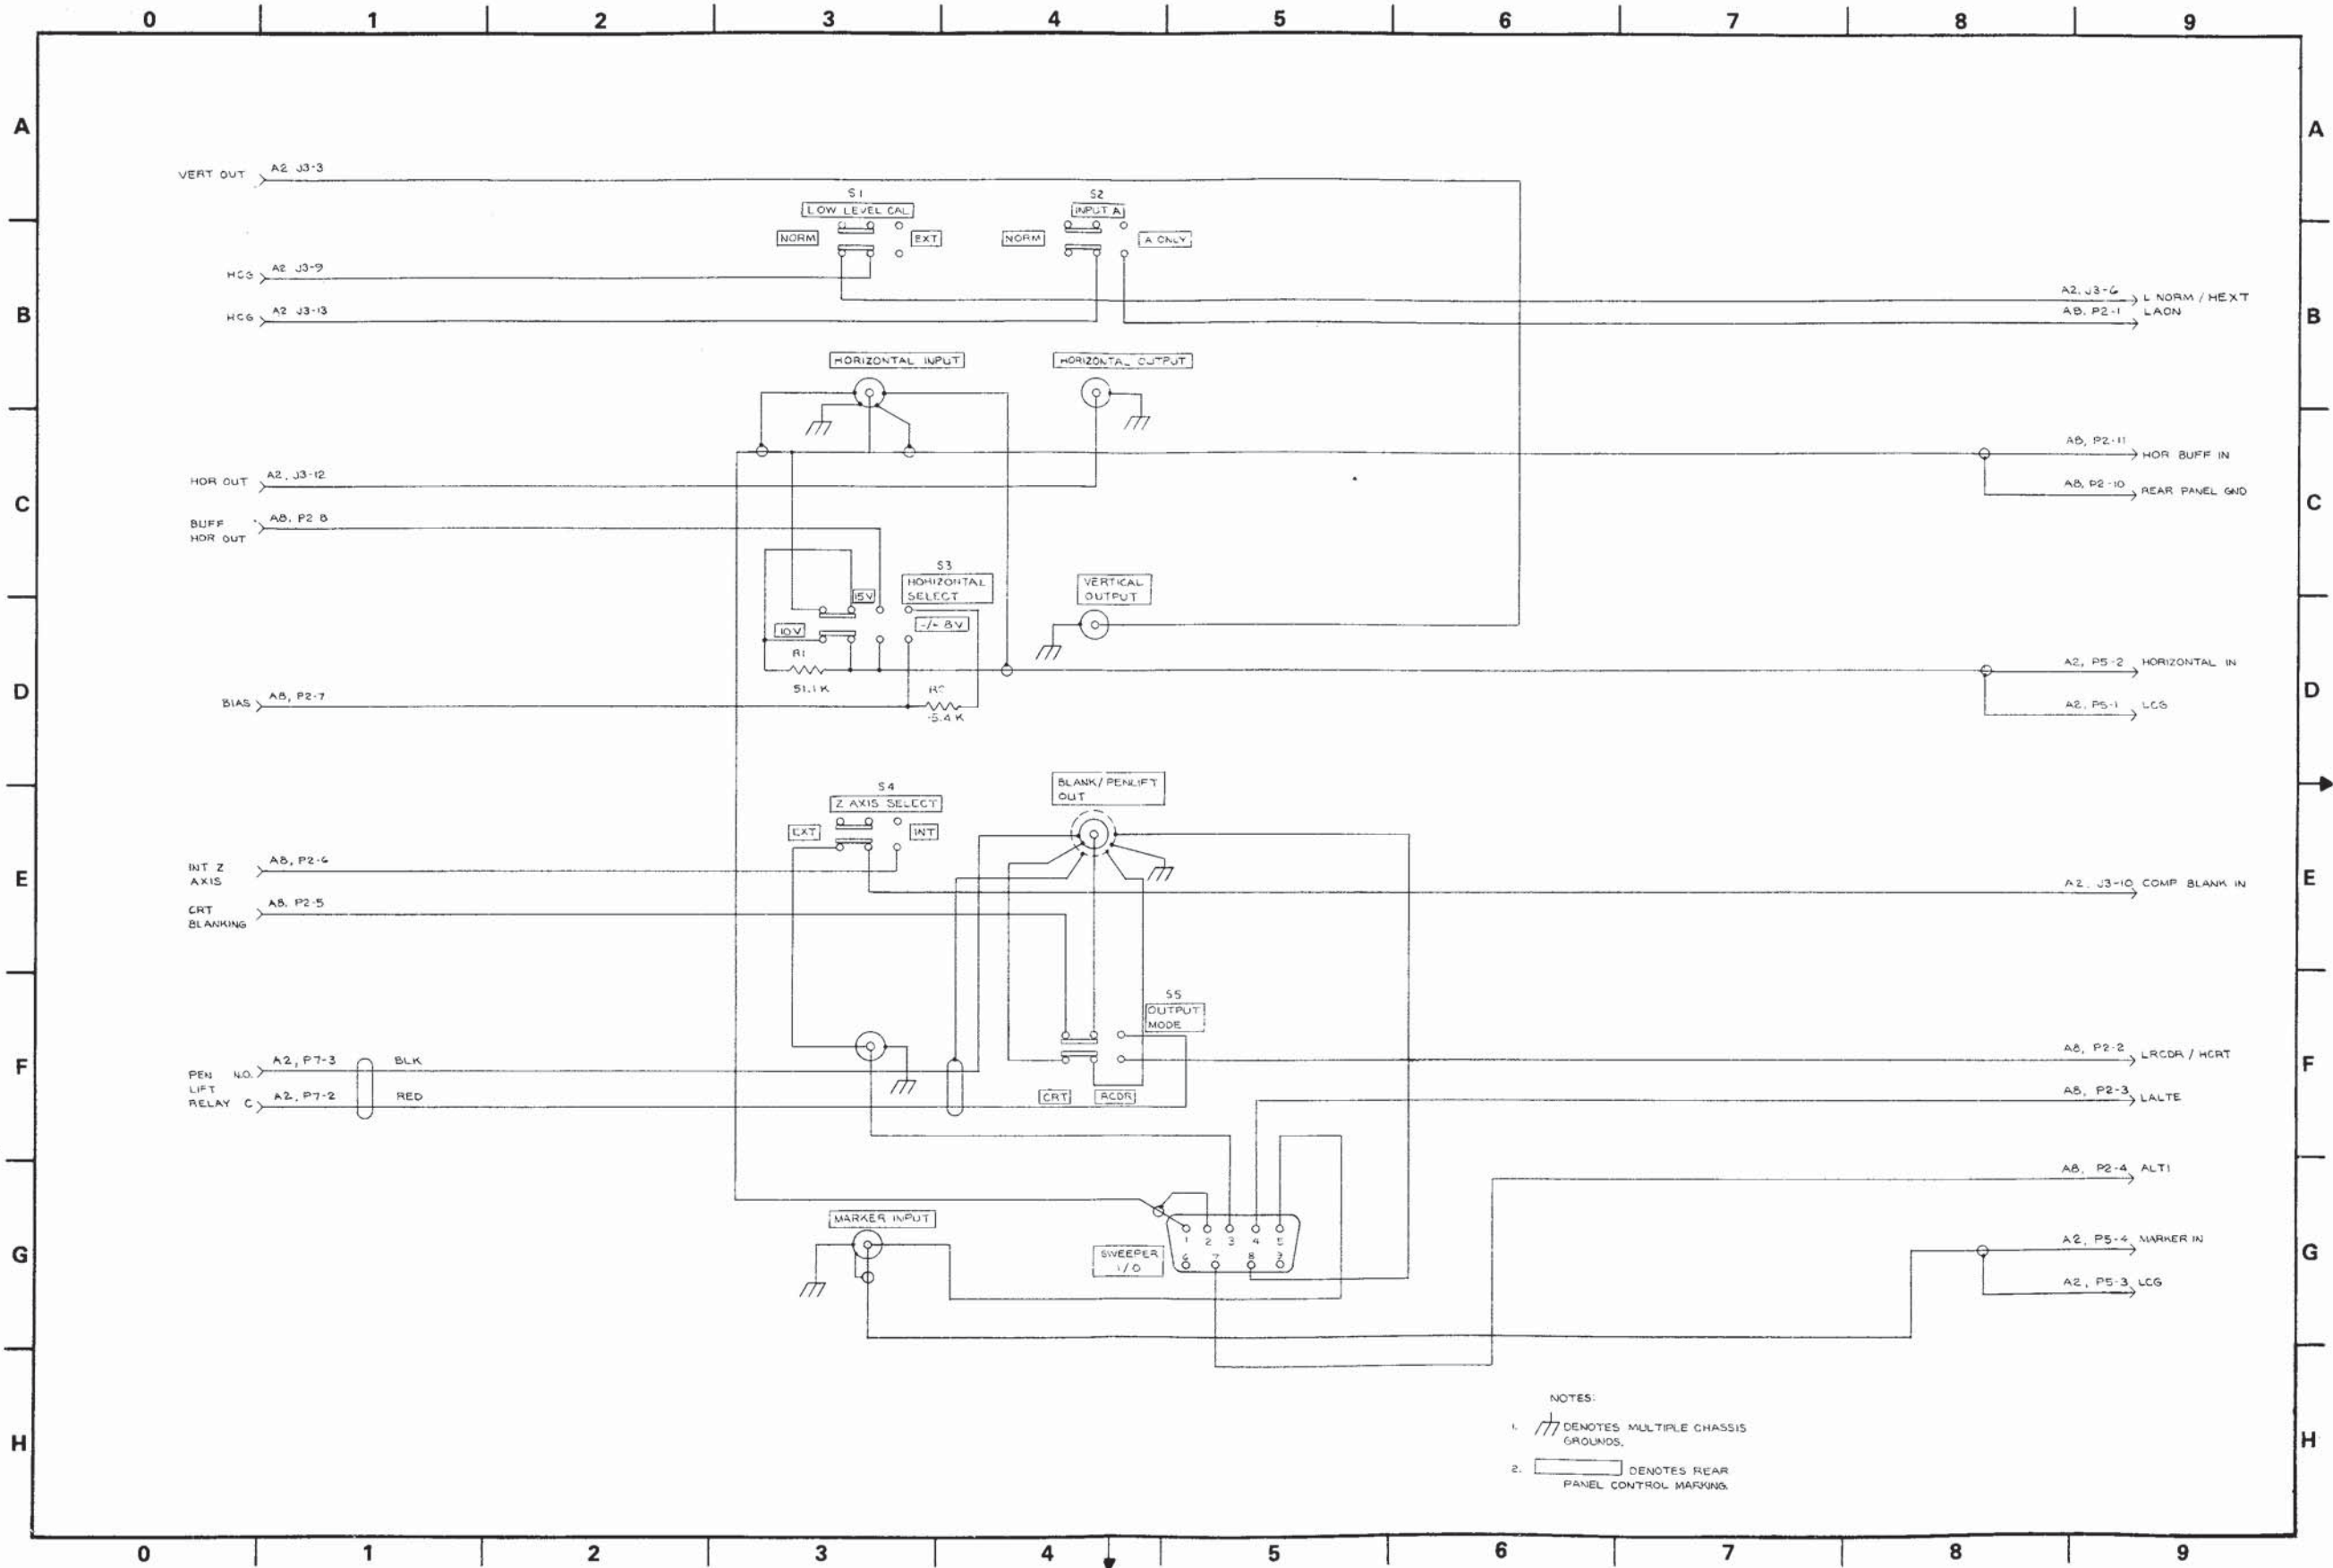 0 1 2 3 4 5 6 7 8 9
A A
VERT OUT A2 J3-3
S1 S2
LOW LEVEL CAL INPUT A
NORM EXT NORM A ONLY
A2 J3-9
A2 J3-13
A2, J3-6 L NORM / HEXT
B B
A8, P2-1 LAON
HORIZONTAL INPUT HORIZONTAL OUTPUT
A8, P2-11 HOR BUFF IN
HOR OUT A2, J3-12
A8, P2-10 REAR PANEL GND
C C
BUFF HOR OUT A8, P2 8
S3
HORIZONTAL SELECT
VERTICAL OUTPUT
15V
10V
8V
R1
51.1 K
A2, P5-2 HORIZONTAL IN
D D
BIAS A8, P2-7
A2, P5-1 LCG
S4
Z AXIS SELECT
BLANK/PENLIFT OUT
EXT INT
INT Z AXIS A8, P2-6
E E
A2, J3-10 COMP BLANK IN
CRT BLANKING A8, P2-5
S5
OUTPUT MODE
A8, P2-2 LRCDR / HCRT
F F
PEN LIFT RELAY
N.O. A2, P7-3 BLK
C A2, P7-2 RED
CRT RCDR
A8, P2-3 LALTE
A8, P2-4 ALT1
MARKER INPUT
1 2 3 4 5
6 7 8 9
SWEEPER I/O
G G
A2, P5-4 MARKER IN
A2, P5-3 LCG
NOTES:
1. DENOTES MULTIPLE CHASSIS
GROUNDS.
H H
2. DENOTES REAR
PANEL CONTROL MARKING.
0 1 2 3 4 5 6 7 8 9